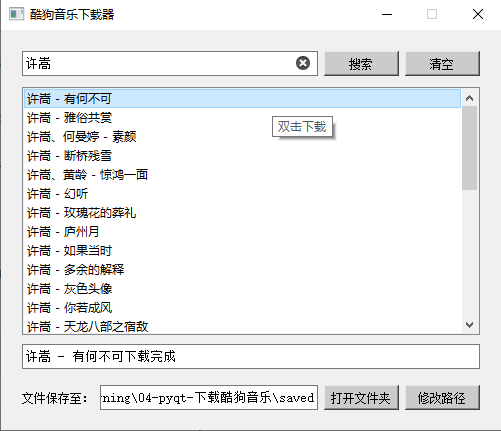 酷狗音乐下载器
许嵩
搜索
清空
许嵩 - 有何不可
许嵩 - 雅俗共赏
双击下载
许嵩、何曼婷 - 素颜
许嵩 - 断桥残雪
许嵩、黄龄 - 惊鸿一面
许嵩 - 幻听
许嵩 - 玫瑰花的葬礼
许嵩 - 庐州月
许嵩 - 如果当时
许嵩 - 多余的解释
许嵩 - 灰色头像
许嵩 - 你若成风
许嵩 - 天龙八部之宿敌
许嵩 - 有何不可下载完成
文件保存至：
ning\04-pyqt-下载酷狗音乐\saved
打开文件夹
修改路径